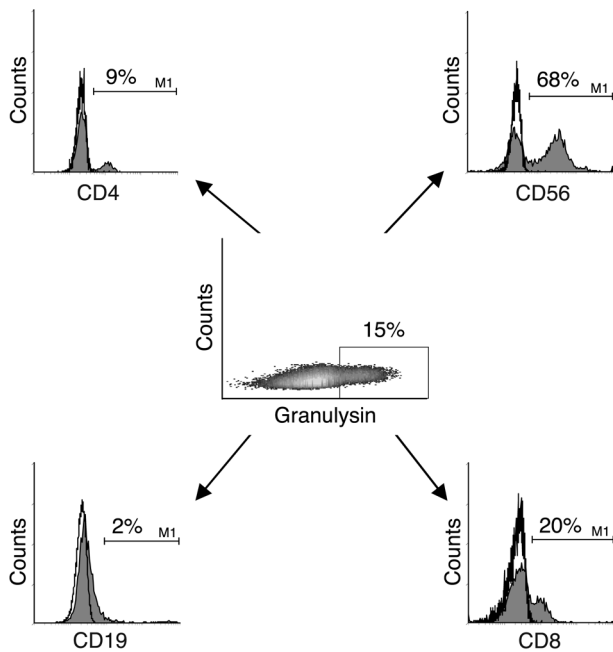 9%
M1
Counts
CD4
68%
M1
Counts
CD56
15%
Counts
Granulysin
2%
M1
Counts
CD19
20%
M1
Counts
CD8